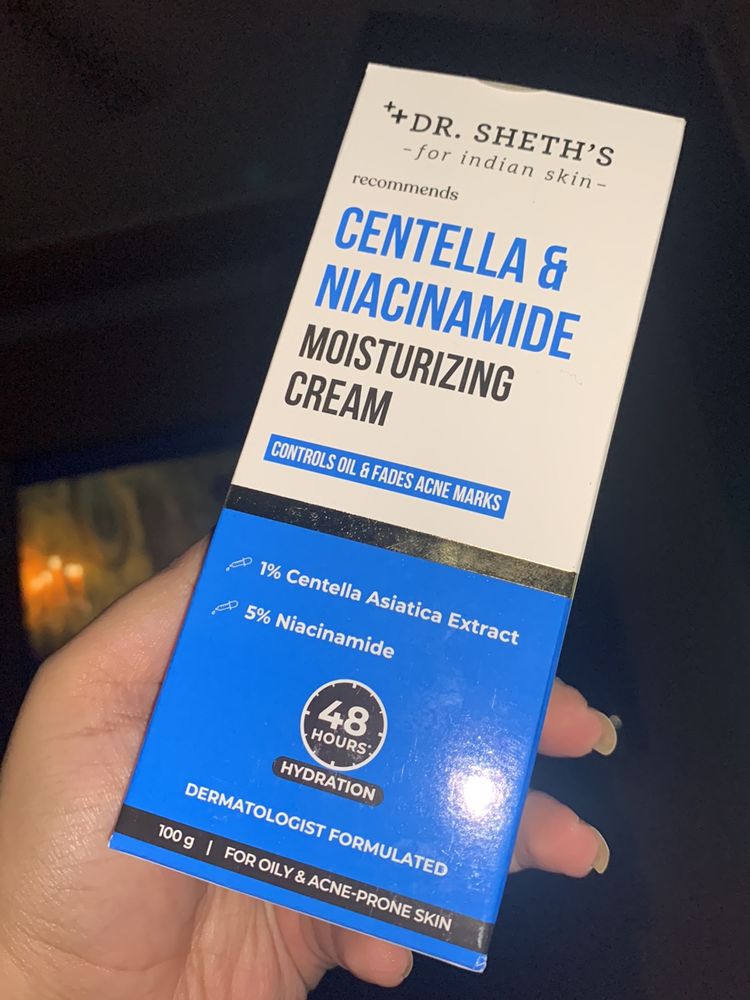 DR. SHETH'S
-for indian skin-
recommends
CENTELLA &
NIACINAMIDE
MOISTURIZING
CREAM
CONTROLS OIL & FADES ACNE MARKS
1% Centella Asiatica Extract
5% Niacinamide
48
HOURS*
HYDRATION
DERMATOLOGIST FORMULATED
100 g | FOR OILY & ACNE-PRONE SKIN